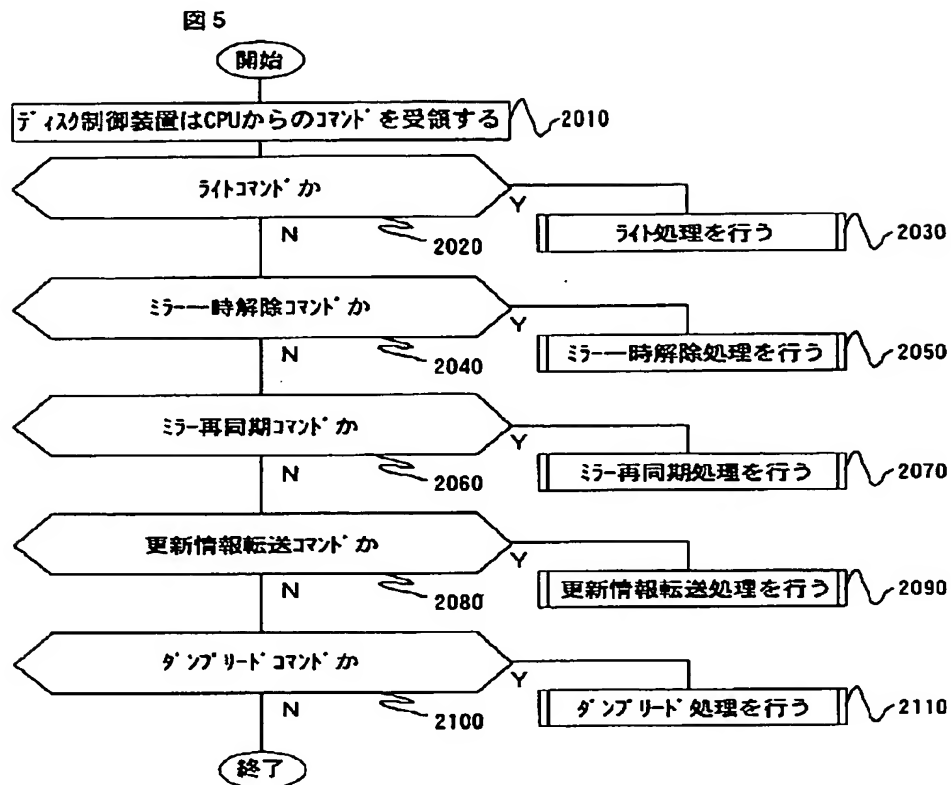 図5
開始
ディスク制御装置はCPUからのコマンドを受領する
2010
ライトコマンドか
Y
N
2020
ライト処理を行う
2030
ミラー一時解除コマンドか
Y
N
2040
ミラー一時解除処理を行う
2050
ミラー再同期コマンドか
Y
N
2060
ミラー再同期処理を行う
2070
更新情報転送コマンドか
Y
N
2080
更新情報転送処理を行う
2090
ダンプリードコマンドか
Y
N
2100
ダンプリード処理を行う
2110
終了